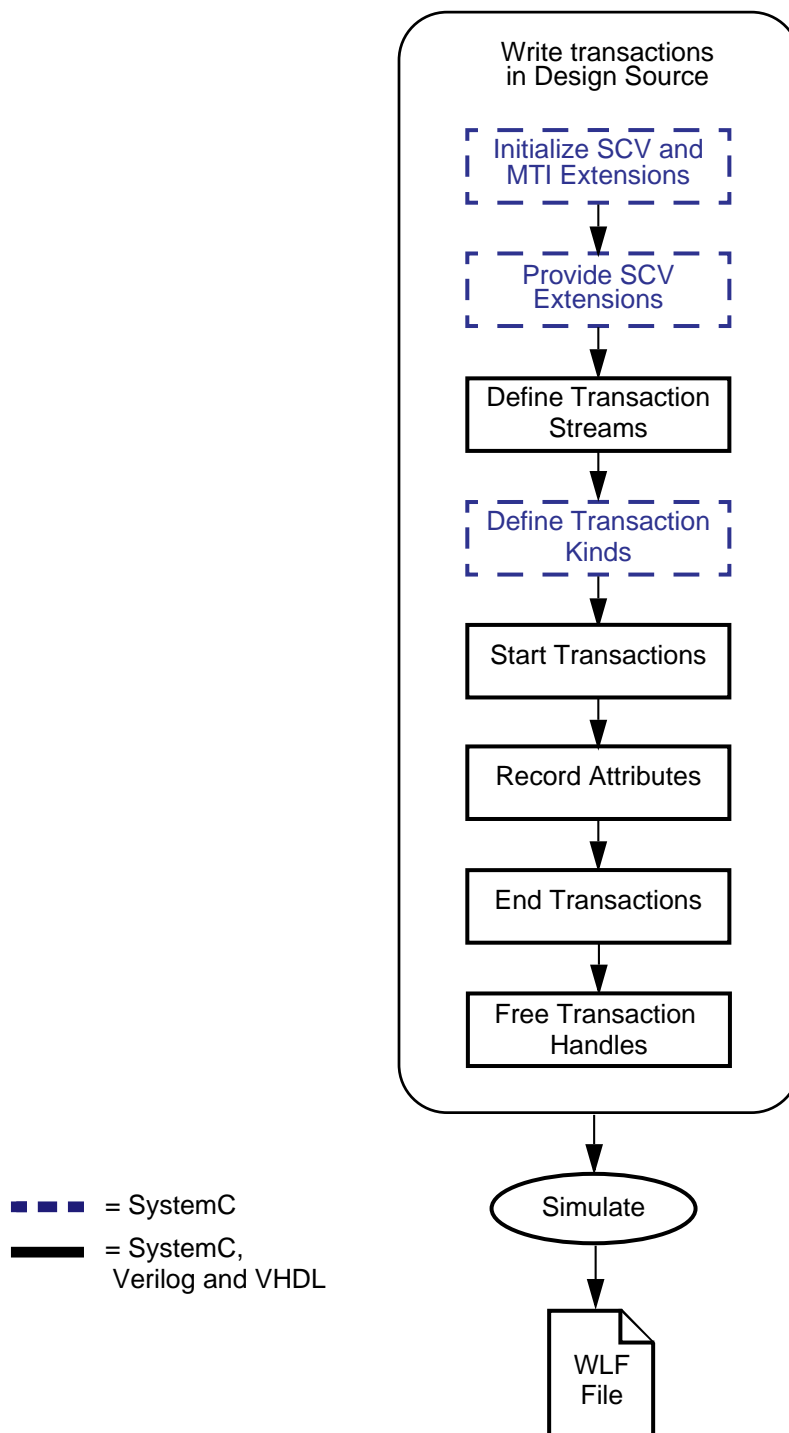 Write transactions
in Design Source
Initialize SCV and
MTI Extensions
Provide SCV
Extensions
Define Transaction
Streams
Define Transaction
Kinds
Start Transactions
Record Attributes
End Transactions
Free Transaction
Handles
Simulate
= SystemC
= SystemC,
Verilog and VHDL
WLF
File